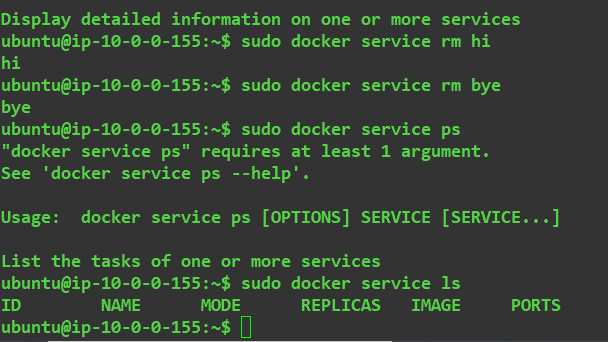 Display detailed information on one or more services
ubuntu@ip-10-0-0-155:~$ sudo docker service rm hi
hi
ubuntu@ip-10-0-0-155:~$ sudo docker service rm bye
bye
ubuntu@ip-10-0-0-155:~$ sudo docker service ps
"docker service ps" requires at least 1 argument.
See 'docker service ps --help'.

Usage:  docker service ps [OPTIONS] SERVICE [SERVICE...]

List the tasks of one or more services
ubuntu@ip-10-0-0-155:~$ sudo docker service ls
ID        NAME      MODE      REPLICAS   IMAGE     PORTS
ubuntu@ip-10-0-0-155:~$